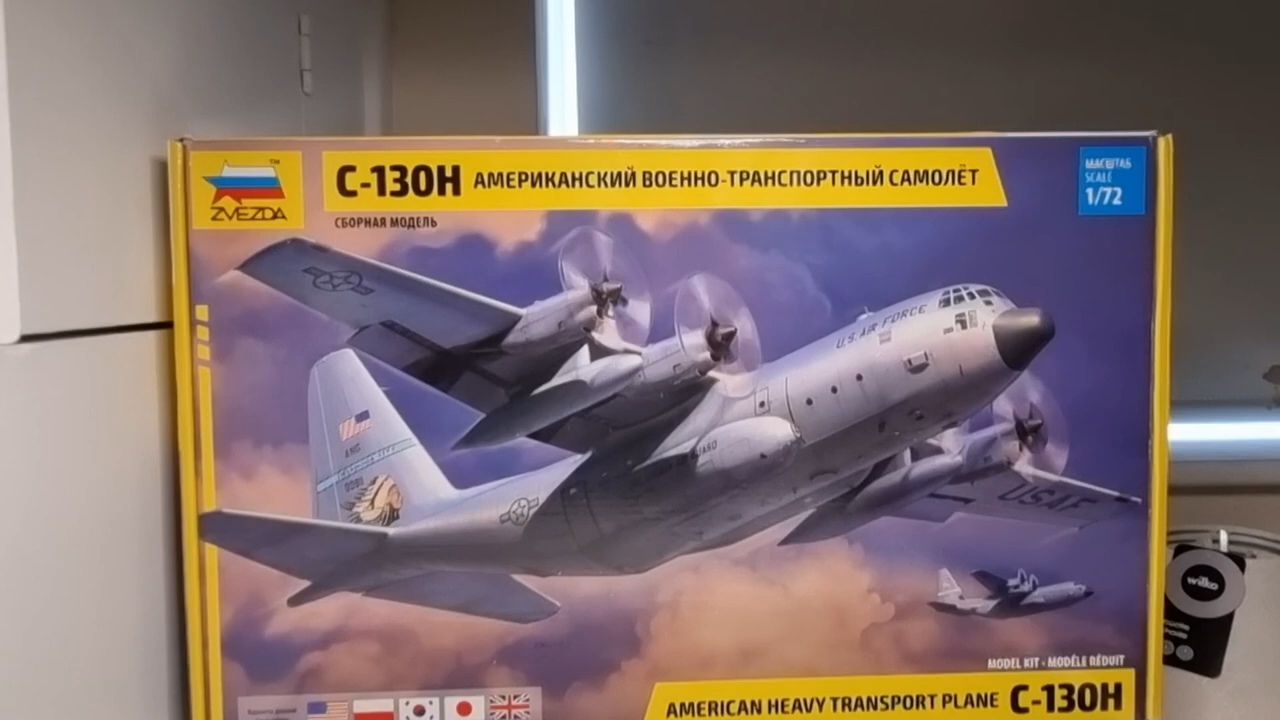 ZVEZDA
TM
C-130H АМЕРИКАНСКИЙ ВОЕННО-ТРАНСПОРТНЫЙ САМОЛЁТ
СБОРНАЯ МОДЕЛЬ
МАСШТАБ
SCALE
1/72
U.S. AIR FORCE
ANG
USAF
wilko
MODEL KIT - MODÈLE RÉDUIT
AMERICAN HEAVY TRANSPORT PLANE C-130H